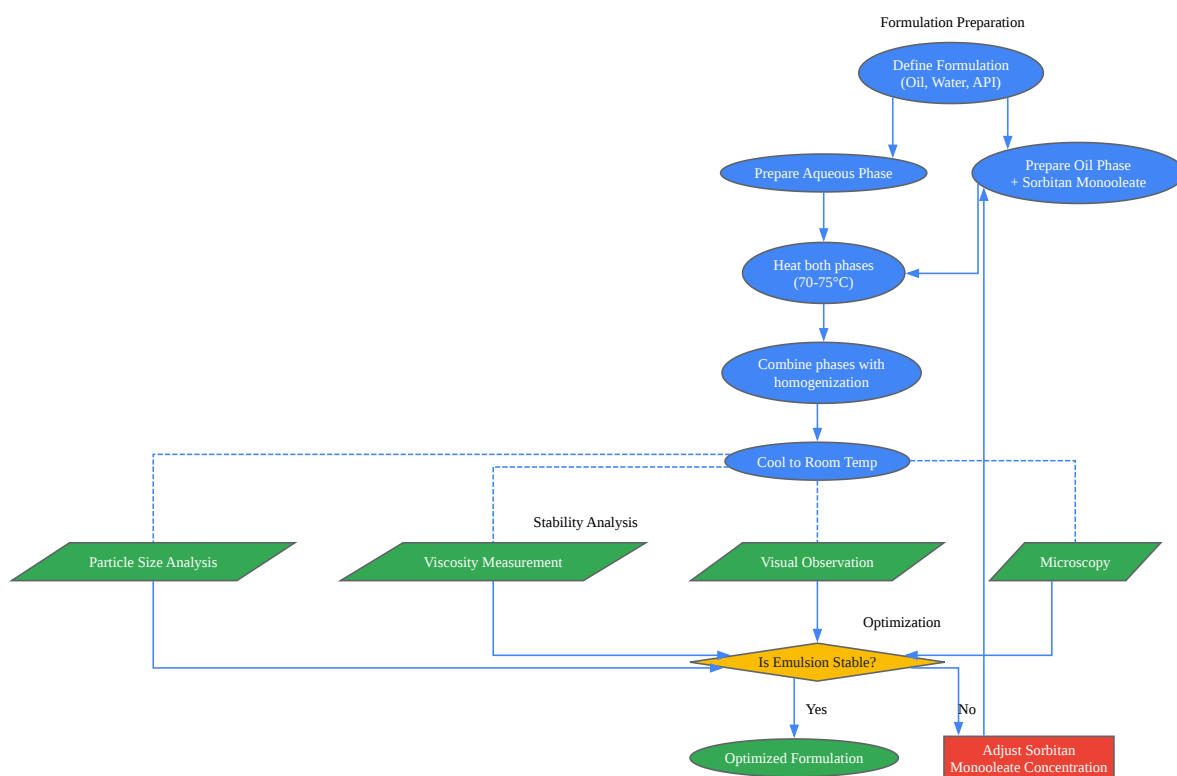 Formulation Preparation
Define Formulation
(Oil, Water, API)
Prepare Aqueous Phase
Prepare Oil Phase
+ Sorbitan Monooleate
Heat both phases
(70-75°C)
Combine phases with
homogenization
Cool to Room Temp
Stability Analysis
Particle Size Analysis
Viscosity Measurement
Visual Observation
Microscopy
Optimization
Is Emulsion Stable?
Yes
No
Optimized Formulation
Adjust Sorbitan
Monooleate Concentration